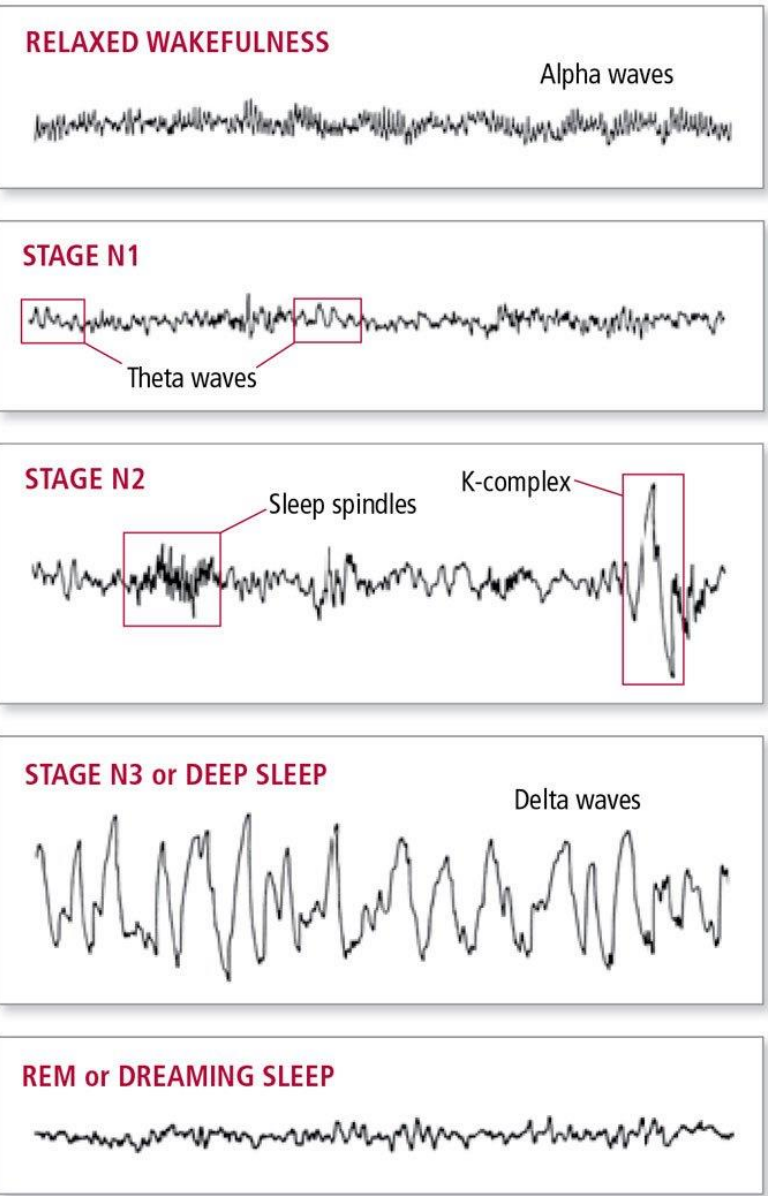 RELAXED WAKEFULNESS
Alpha waves
STAGE N1
Theta waves
STAGE N2
K-complex
Sleep spindles
STAGE N3 or DEEP SLEEP
Delta waves
REM or DREAMING SLEEP